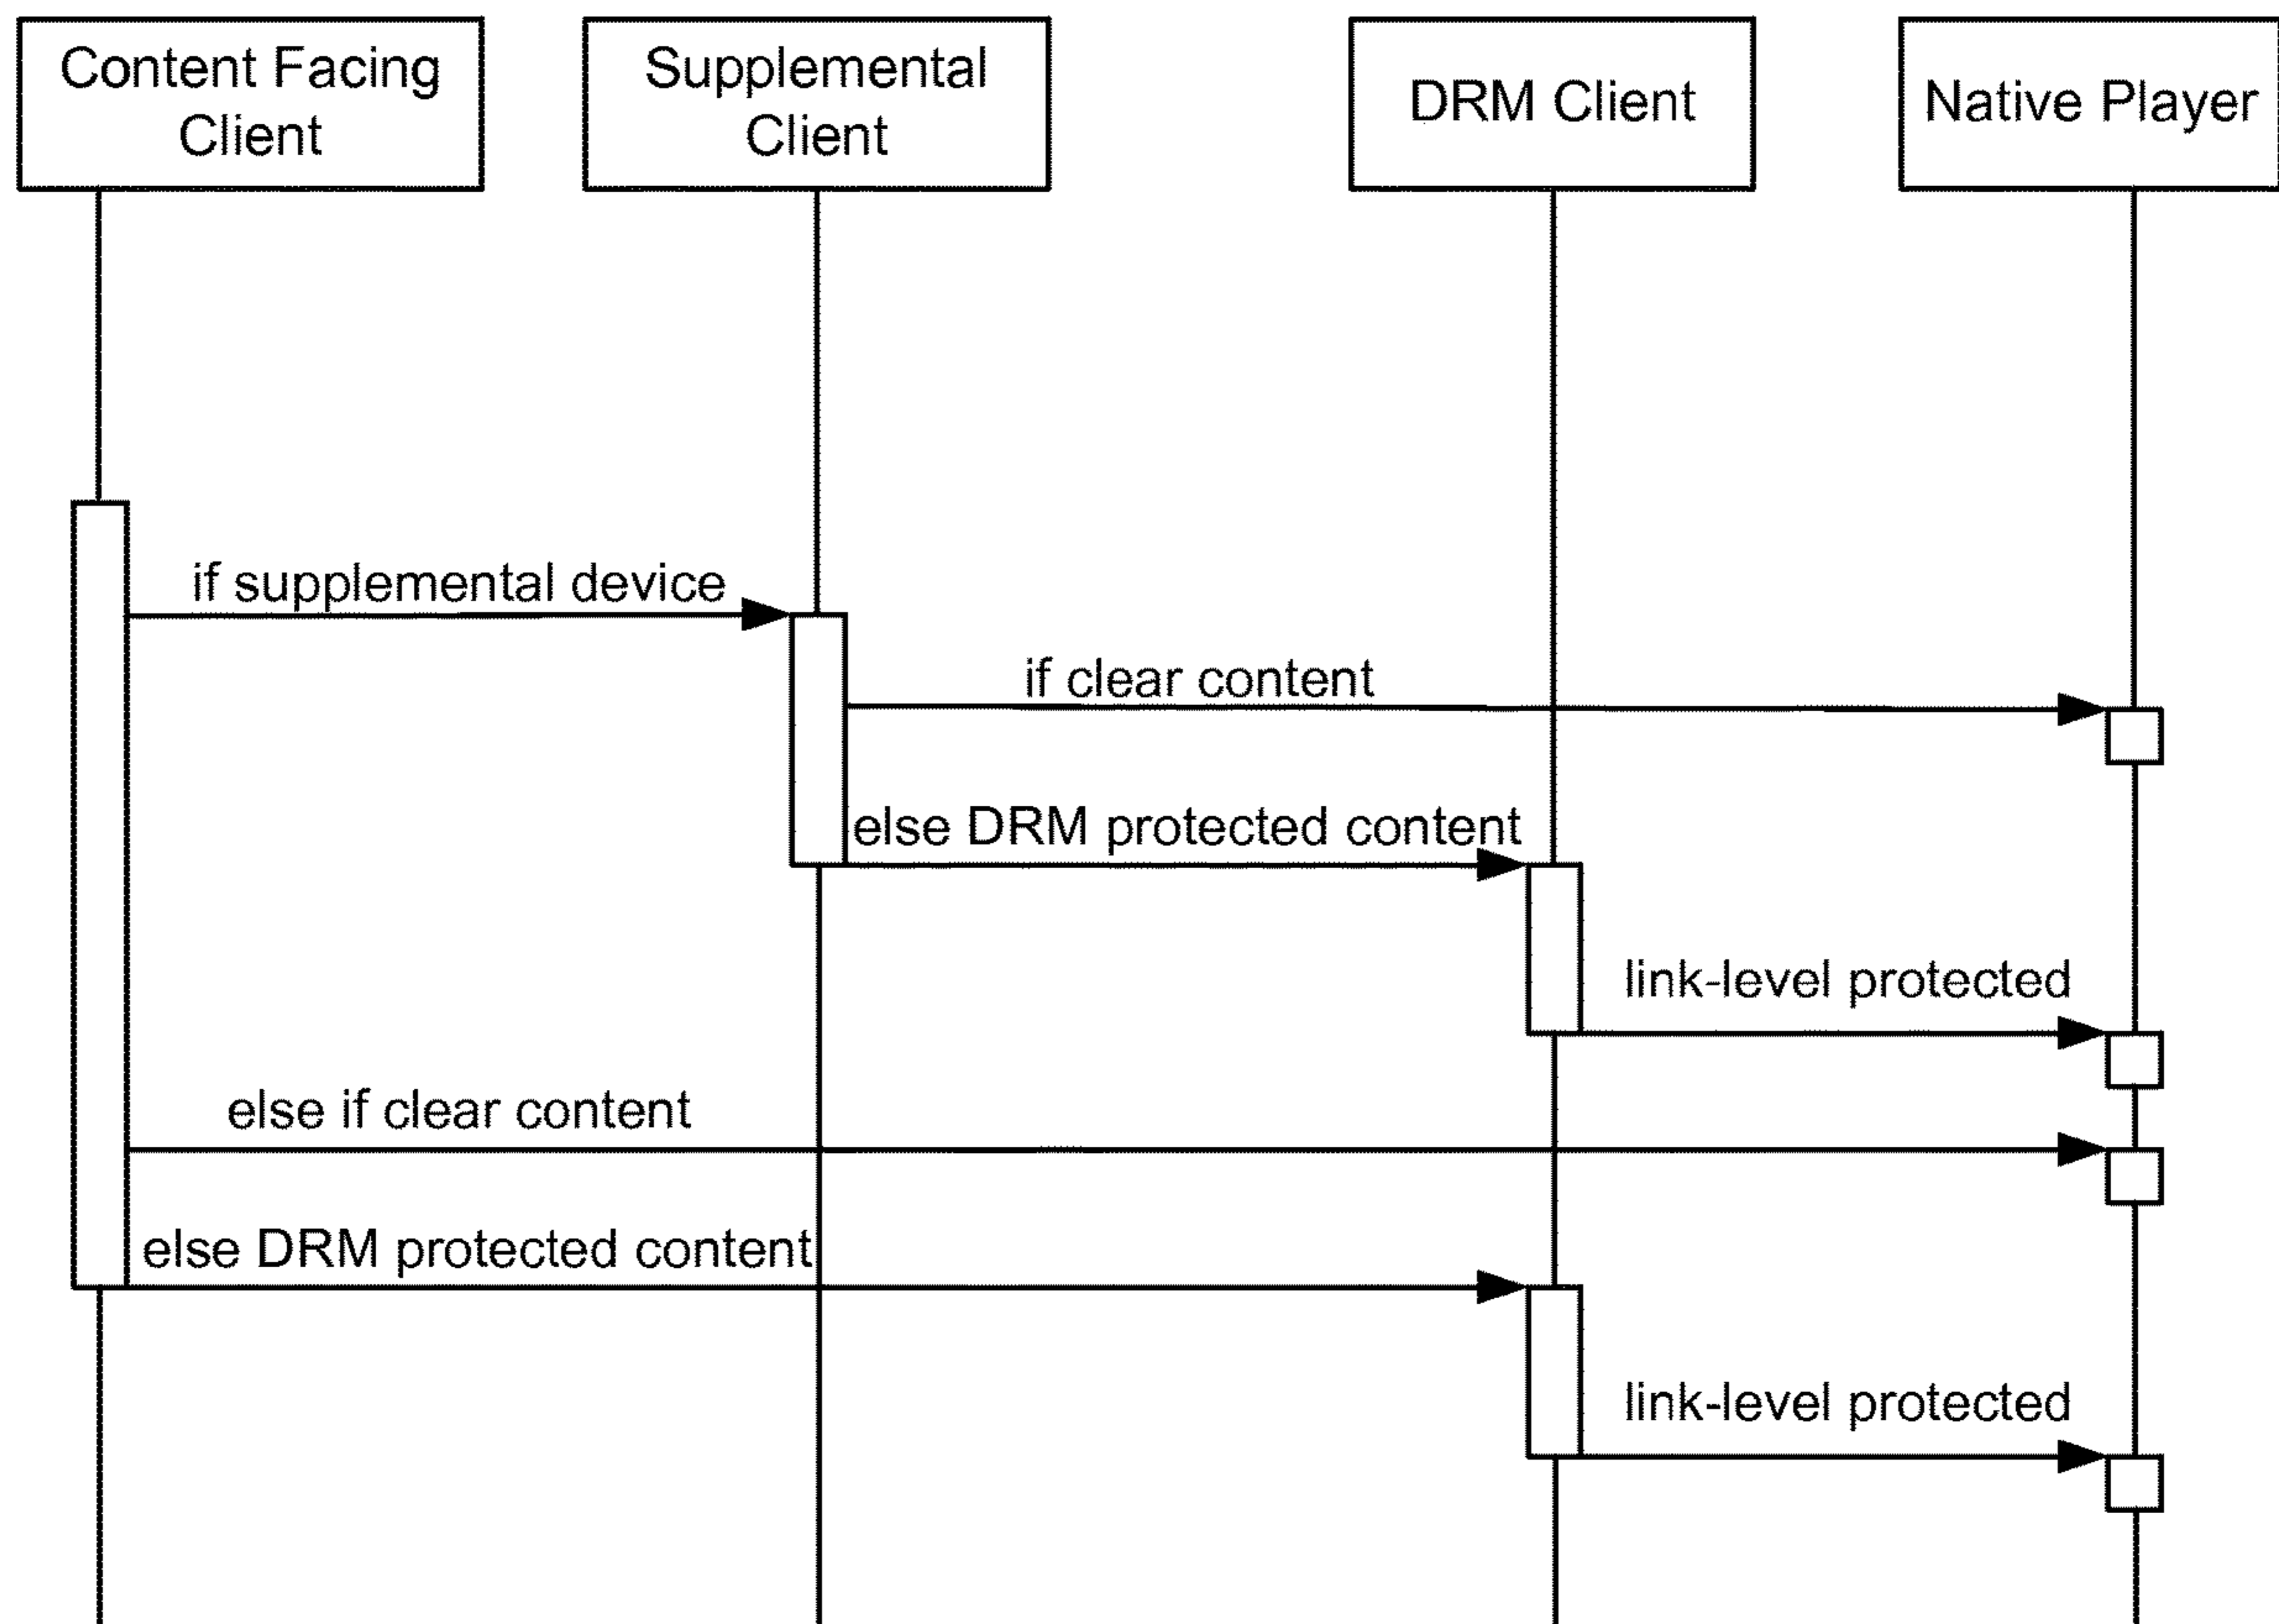 Content Facing
Client
Supplemental
Client
DRM Client
Native Player
if supplemental device
if clear content
else DRM protected content
link-level protected
else if clear content
else DRM protected content
link-level protected